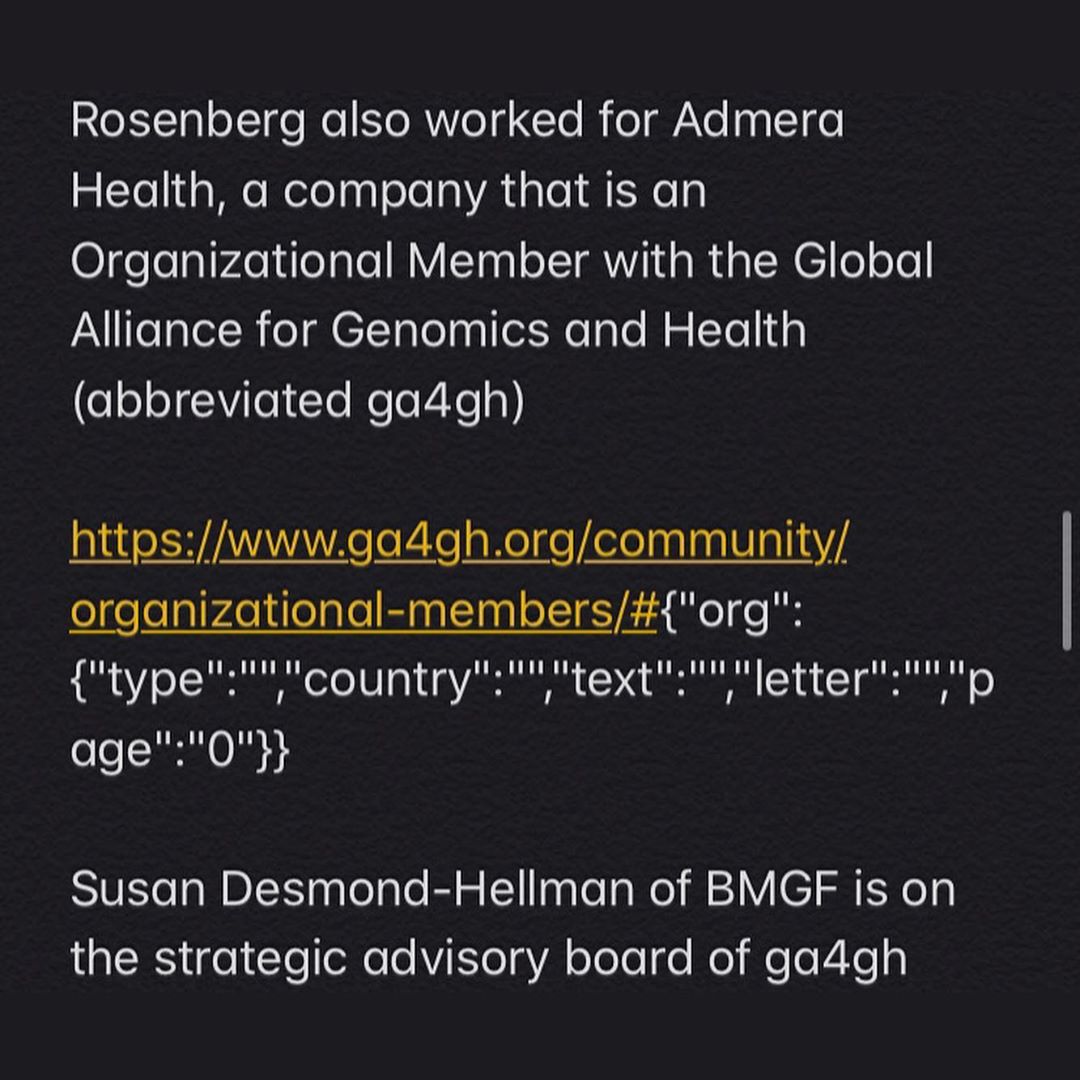 Rosenberg also worked for Admera
Health, a company that is an
Organizational Member with the Global
Alliance for Genomics and Health
(abbreviated ga4gh)
https://www.ga4gh.org/community/
organizational-members/#{"org":
{"type":"","country":"","text":"","letter":"","p
age":"0"}}
Susan Desmond-Hellman of BMGF is on
the strategic advisory board of ga4gh